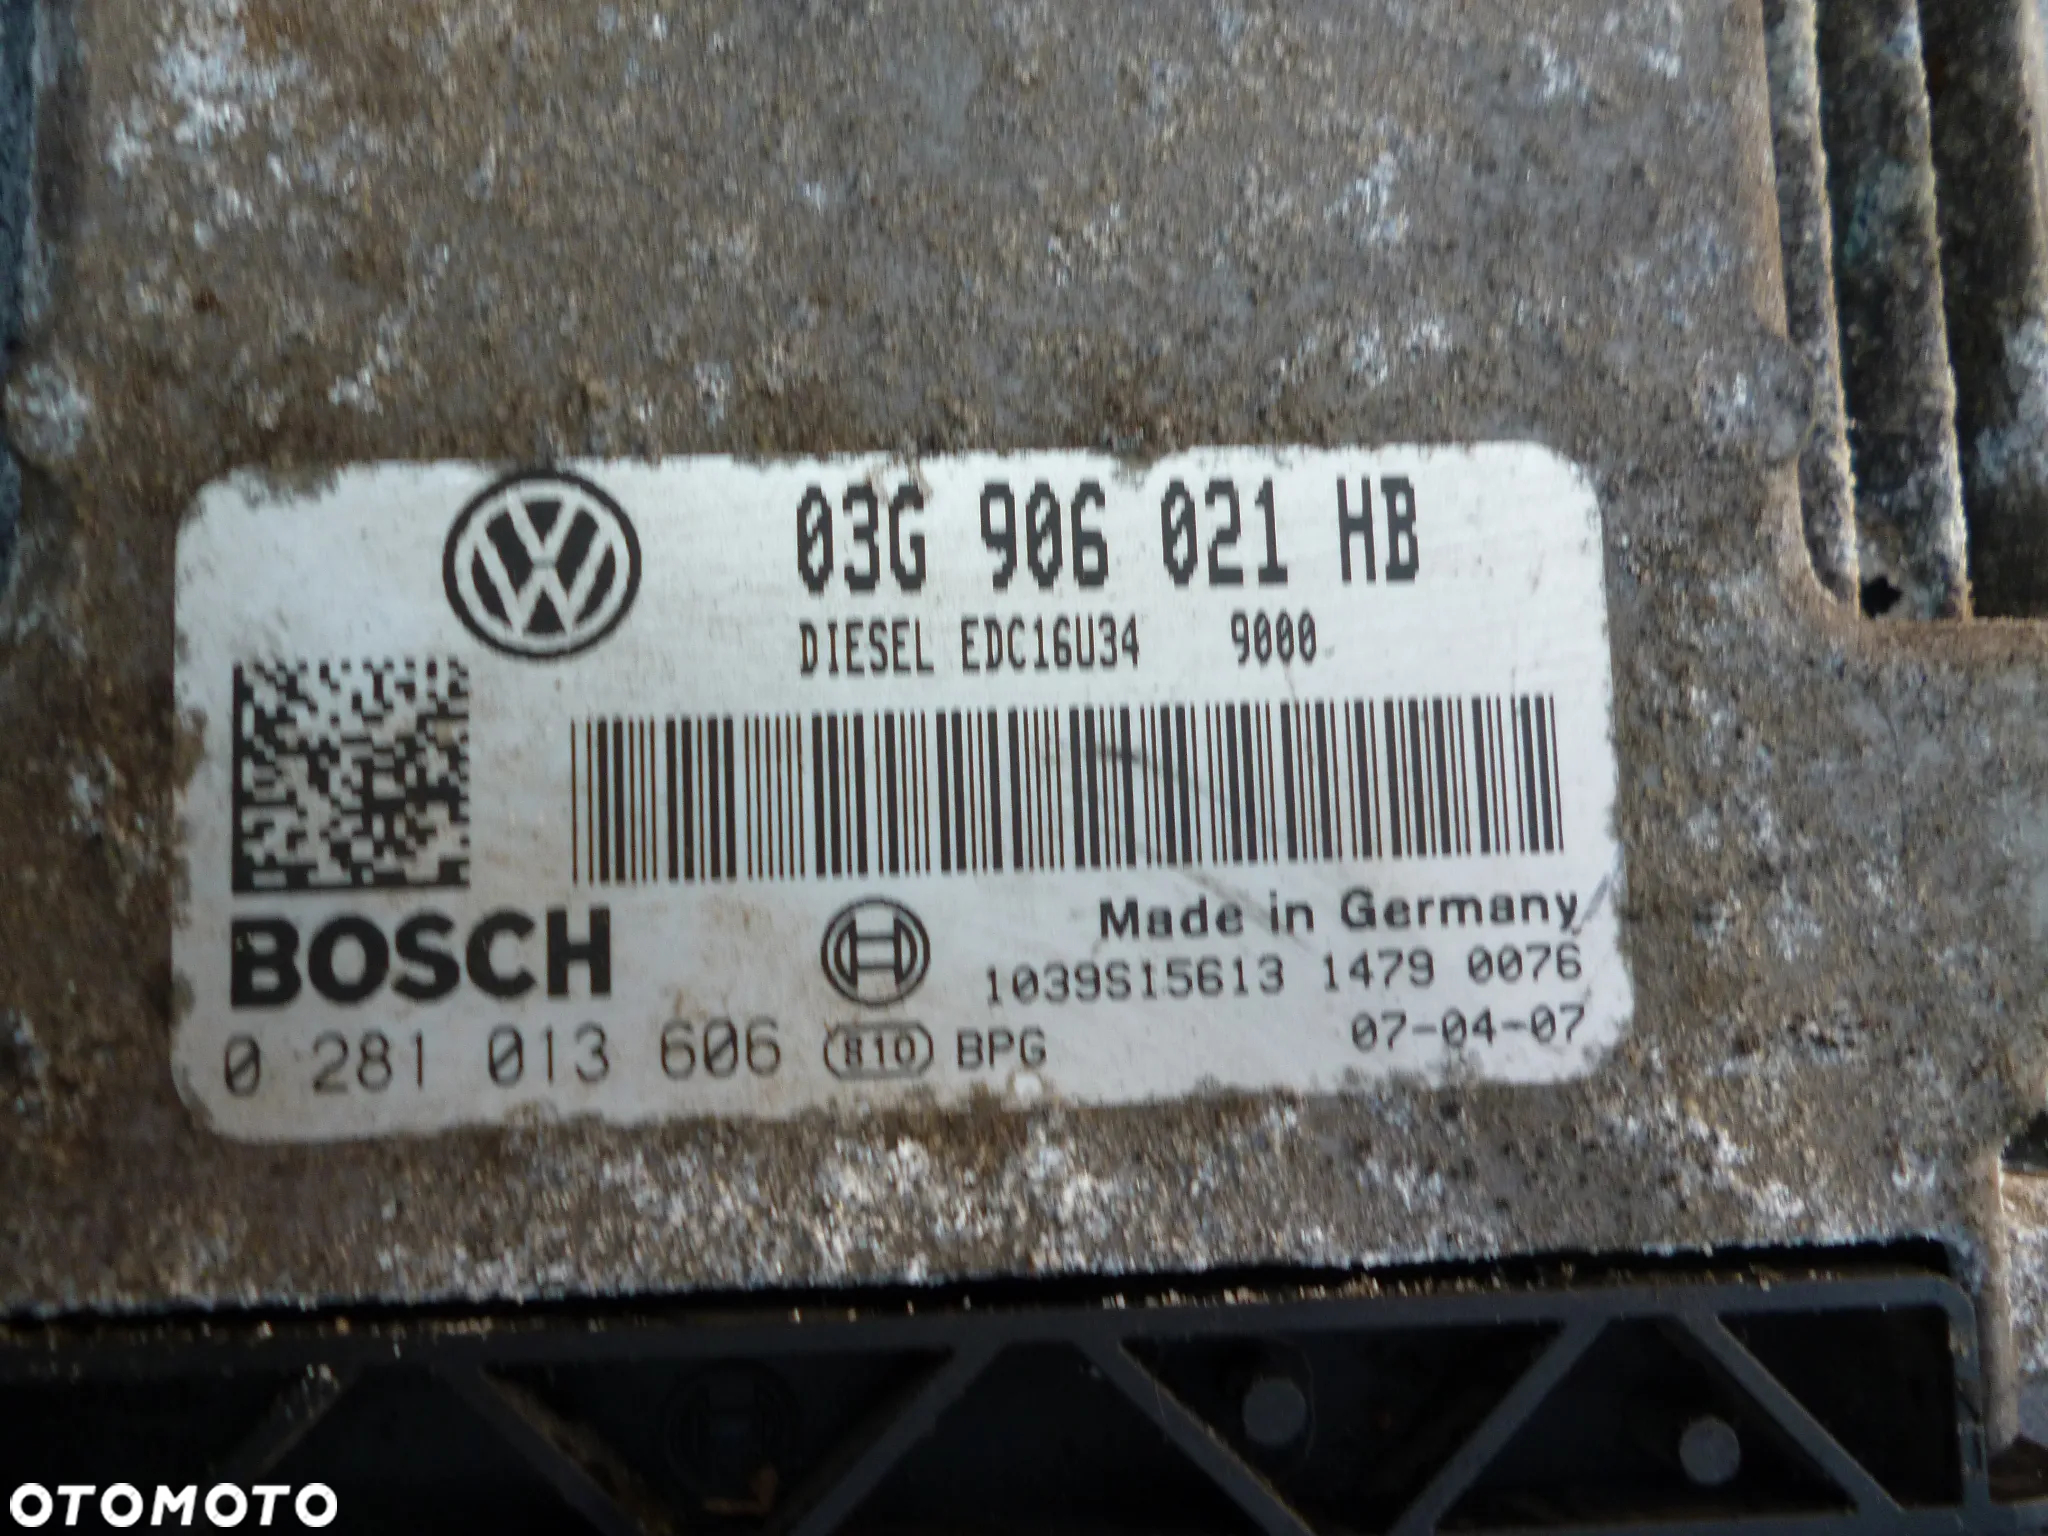 03G 906 021 HB
DIESEL EDC16U34 9000
BOSCH
Made in Germany
1039S15613 1479 0076
0 281 013 606 810 BPG
07-04-07
OTOMOTO